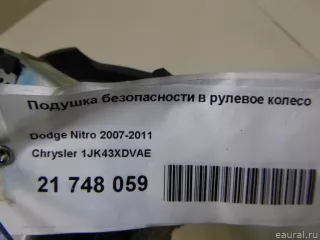 Подушка безопасности в рулевое колесо
Dodge Nitro 2007-2011
Chrysler 1JK43XDVAE
21 748 059
eaural.ru